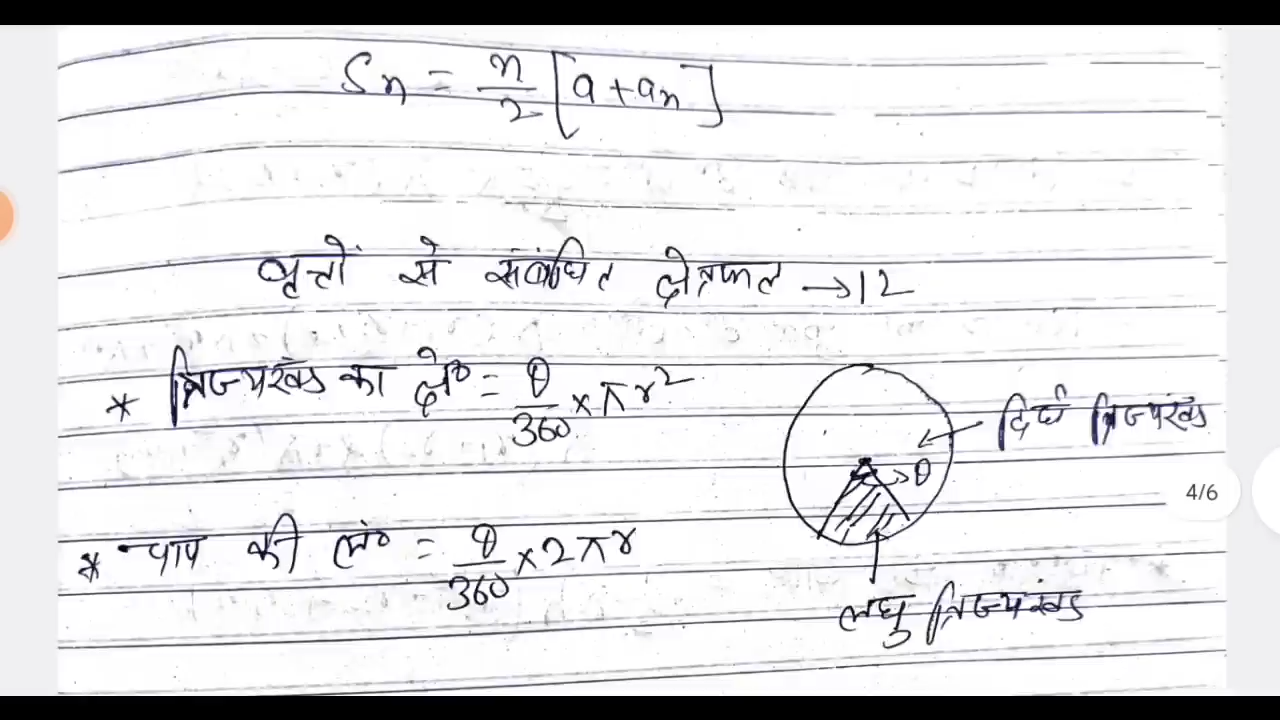 Sn = n/2 [a + an]
वृत्तों से संबंधित क्षेत्रफल → 12
* त्रिज्यखंड का क्षे० = θ/360 × πr²
दिर्घ त्रिज्यखंड
θ
4/6
* चाप की लं० = θ/360 × 2πr
लघु त्रिज्यखंड